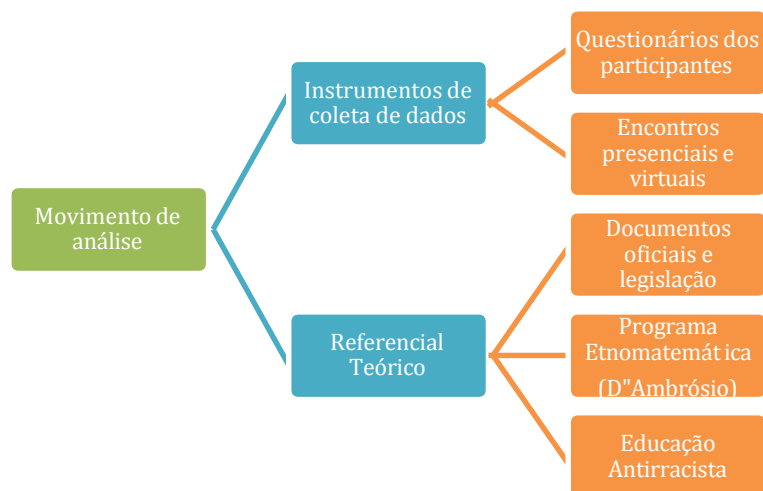 Movimento de
análise
Instrumentos de
coleta de dados
Questionários dos
participantes
Encontros
presenciais e
virtuais
Referencial
Teórico
Documentos
oficiais e
legislação
Programa
Etnomatemát ica
(D"Ambrósio)
Educação
Antirracista